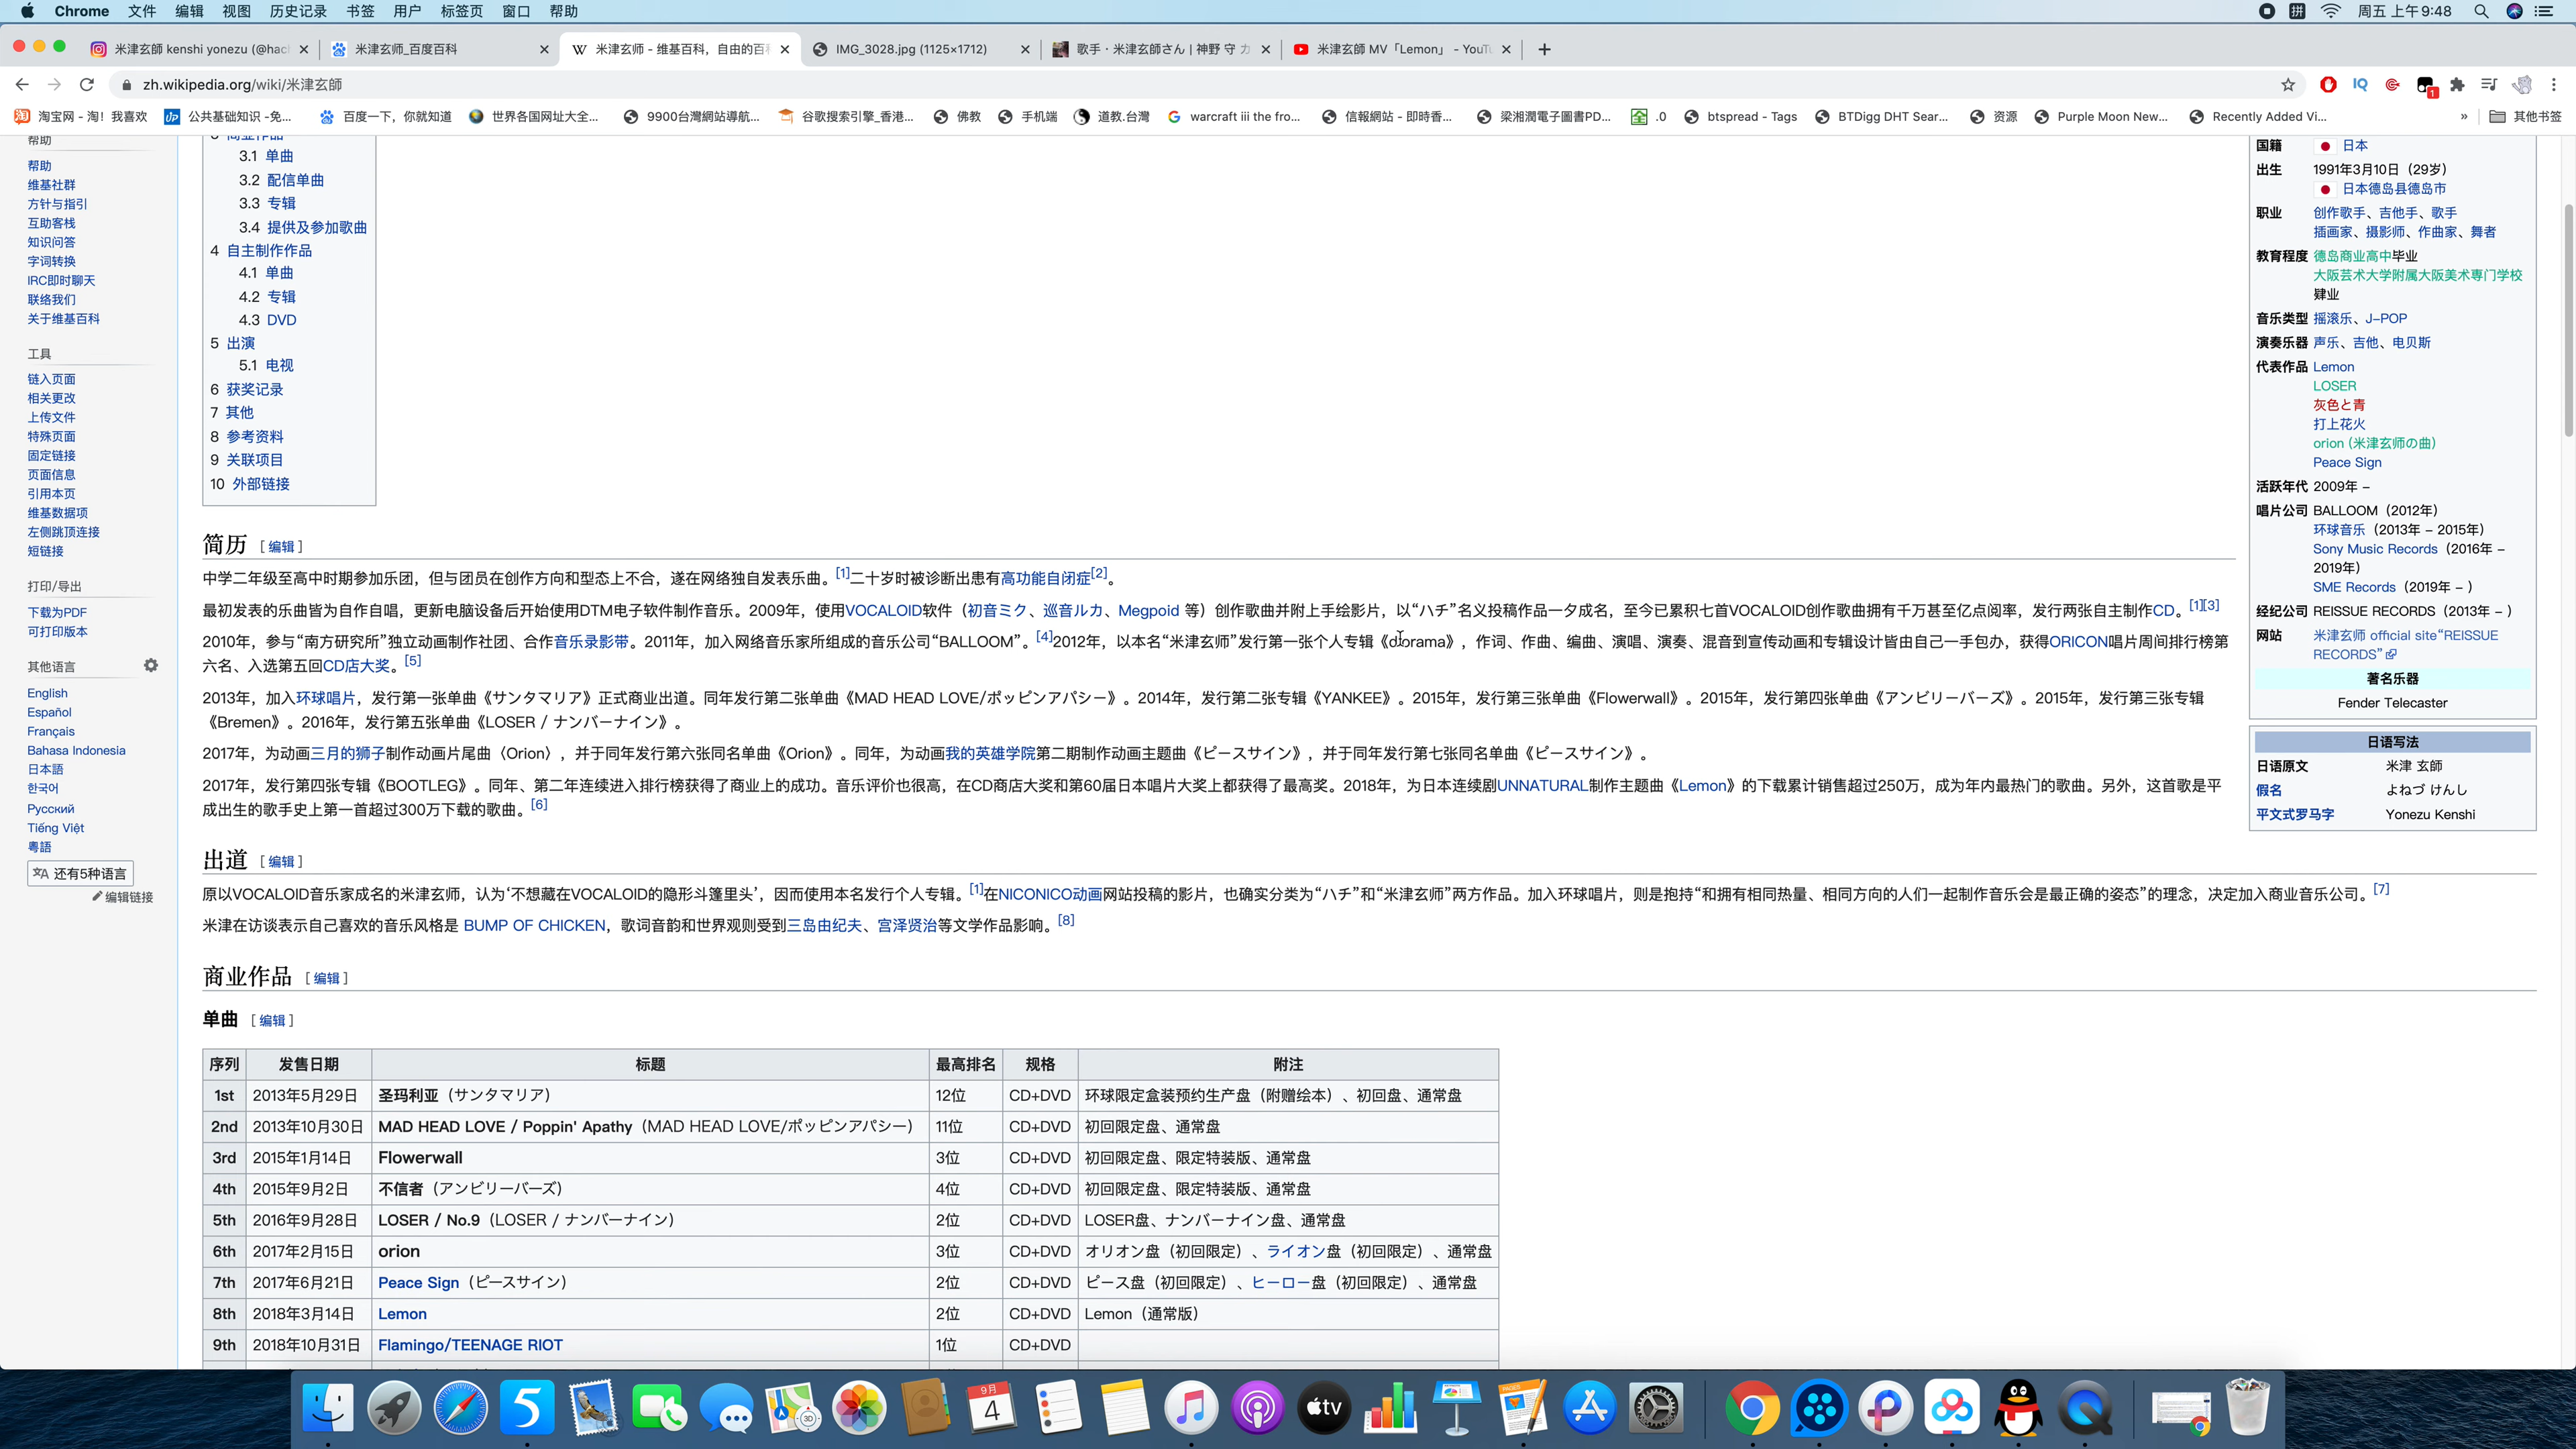 Chrome 文件 编辑 视图 历史记录 书签 用户 标签页 窗口 帮助
拼 周五 上午9:48
米津玄師 kenshi yonezu (@hac
米津玄师_百度百科
W 米津玄师 - 维基百科，自由的百
IMG_3028.jpg (1125×1712)
歌手・米津玄師さん | 神野 守 カ
米津玄師 MV「Lemon」 - YouTu
zh.wikipedia.org/wiki/米津玄師
淘宝网 - 淘！我喜欢 公共基础知识 -免... 百度一下，你就知道 世界各国网址大全... 9900台灣網站導航... 谷歌搜索引擎_香港... 佛教 手机端 道教.台灣 warcraft iii the fro... 信報網站 - 即時香... 梁湘潤電子圖書PD... .0 btspread - Tags BTDigg DHT Sear... 资源 Purple Moon New... Recently Added Vi... » 其他书签
帮助
帮助
维基社群
方针与指引
互助客栈
知识问答
字词转换
IRC即时聊天
联络我们
关于维基百科
工具
链入页面
相关更改
上传文件
特殊页面
固定链接
页面信息
引用本页
维基数据项
左侧跳顶连接
短链接
打印/导出
下载为PDF
可打印版本
其他语言
English
Español
Français
Bahasa Indonesia
日本語
한국어
Русский
Tiếng Việt
粵語
还有5种语言
编辑链接
3 商业作品
3.1 单曲
3.2 配信单曲
3.3 专辑
3.4 提供及参加歌曲
4 自主制作作品
4.1 单曲
4.2 专辑
4.3 DVD
5 出演
5.1 电视
6 获奖记录
7 其他
8 参考资料
9 关联项目
10 外部链接
简历 [ 编辑 ]
中学二年级至高中时期参加乐团，但与团员在创作方向和型态上不合，遂在网络独自发表乐曲。[1]二十岁时被诊断出患有高功能自闭症[2]。
最初发表的乐曲皆为自作自唱，更新电脑设备后开始使用DTM电子软件制作音乐。2009年，使用VOCALOID软件（初音ミク、巡音ルカ、Megpoid 等）创作歌曲并附上手绘影片，以“ハチ”名义投稿作品一夕成名，至今已累积七首VOCALOID创作歌曲拥有千万甚至亿点阅率，发行两张自主制作CD。[1][3]
2010年，参与“南方研究所”独立动画制作社团、合作音乐录影带。2011年，加入网络音乐家所组成的音乐公司“BALLOOM”。[4]2012年，以本名“米津玄师”发行第一张个人专辑《diorama》，作词、作曲、编曲、演唱、演奏、混音到宣传动画和专辑设计皆由自己一手包办，获得ORICON唱片周间排行榜第
六名、入选第五回CD店大奖。[5]
2013年，加入环球唱片，发行第一张单曲《サンタマリア》正式商业出道。同年发行第二张单曲《MAD HEAD LOVE/ポッピンアパシー》。2014年，发行第二张专辑《YANKEE》。2015年，发行第三张单曲《Flowerwall》。2015年，发行第四张单曲《アンビリーバーズ》。2015年，发行第三张专辑
《Bremen》。2016年，发行第五张单曲《LOSER / ナンバーナイン》。
2017年，为动画三月的狮子制作动画片尾曲〈Orion〉，并于同年发行第六张同名单曲《Orion》。同年，为动画我的英雄学院第二期制作动画主题曲《ピースサイン》，并于同年发行第七张同名单曲《ピースサイン》。
2017年，发行第四张专辑《BOOTLEG》。同年、第二年连续进入排行榜获得了商业上的成功。音乐评价也很高，在CD商店大奖和第60届日本唱片大奖上都获得了最高奖。2018年，为日本连续剧UNNATURAL制作主题曲《Lemon》的下载累计销售超过250万，成为年内最热门的歌曲。另外，这首歌是平
成出生的歌手史上第一首超过300万下载的歌曲。[6]
出道 [ 编辑 ]
原以VOCALOID音乐家成名的米津玄师，认为‘不想藏在VOCALOID的隐形斗篷里头’，因而使用本名发行个人专辑。[1]在NICONICO动画网站投稿的影片，也确实分类为“ハチ”和“米津玄师”两方作品。加入环球唱片，则是抱持“和拥有相同热量、相同方向的人们一起制作音乐会是最正确的姿态”的理念，决定加入商业音乐公司。[7]
米津在访谈表示自己喜欢的音乐风格是 BUMP OF CHICKEN，歌词音韵和世界观则受到三岛由纪夫、宫泽贤治等文学作品影响。[8]
商业作品 [ 编辑 ]
单曲 [ 编辑 ]
序列 发售日期 标题 最高排名 规格 附注
1st 2013年5月29日 圣玛利亚（サンタマリア） 12位 CD+DVD 环球限定盒装预约生产盘（附赠绘本）、初回盘、通常盘
2nd 2013年10月30日 MAD HEAD LOVE / Poppin' Apathy（MAD HEAD LOVE/ポッピンアパシー） 11位 CD+DVD 初回限定盘、通常盘
3rd 2015年1月14日 Flowerwall 3位 CD+DVD 初回限定盘、限定特装版、通常盘
4th 2015年9月2日 不信者（アンビリーバーズ） 4位 CD+DVD 初回限定盘、限定特装版、通常盘
5th 2016年9月28日 LOSER / No.9（LOSER / ナンバーナイン） 2位 CD+DVD LOSER盘、ナンバーナイン盘、通常盘
6th 2017年2月15日 orion 3位 CD+DVD オリオン盘（初回限定）、ライオン盘（初回限定）、通常盘
7th 2017年6月21日 Peace Sign（ピースサイン） 2位 CD+DVD ピース盘（初回限定）、ヒーロー盘（初回限定）、通常盘
8th 2018年3月14日 Lemon 2位 CD+DVD Lemon（通常版）
9th 2018年10月31日 Flamingo/TEENAGE RIOT 1位 CD+DVD
国籍 日本
出生 1991年3月10日（29岁）
日本德岛县德岛市
职业 创作歌手、吉他手、歌手
插画家、摄影师、作曲家、舞者
教育程度 德岛商业高中毕业
大阪芸术大学附属大阪美术専门学校
肄业
音乐类型 摇滚乐、J-POP
演奏乐器 声乐、吉他、电贝斯
代表作品 Lemon
LOSER
灰色と青
打上花火
orion (米津玄师の曲)
Peace Sign
活跃年代 2009年 –
唱片公司 BALLOOM（2012年）
环球音乐（2013年 – 2015年）
Sony Music Records（2016年 –
2019年）
SME Records（2019年 – ）
经纪公司 REISSUE RECORDS（2013年 – ）
网站 米津玄师 official site“REISSUE
RECORDS”
著名乐器
Fender Telecaster
日语写法
日语原文 米津 玄師
假名 よねづ けんし
平文式罗马字 Yonezu Kenshi
9月
4
tv